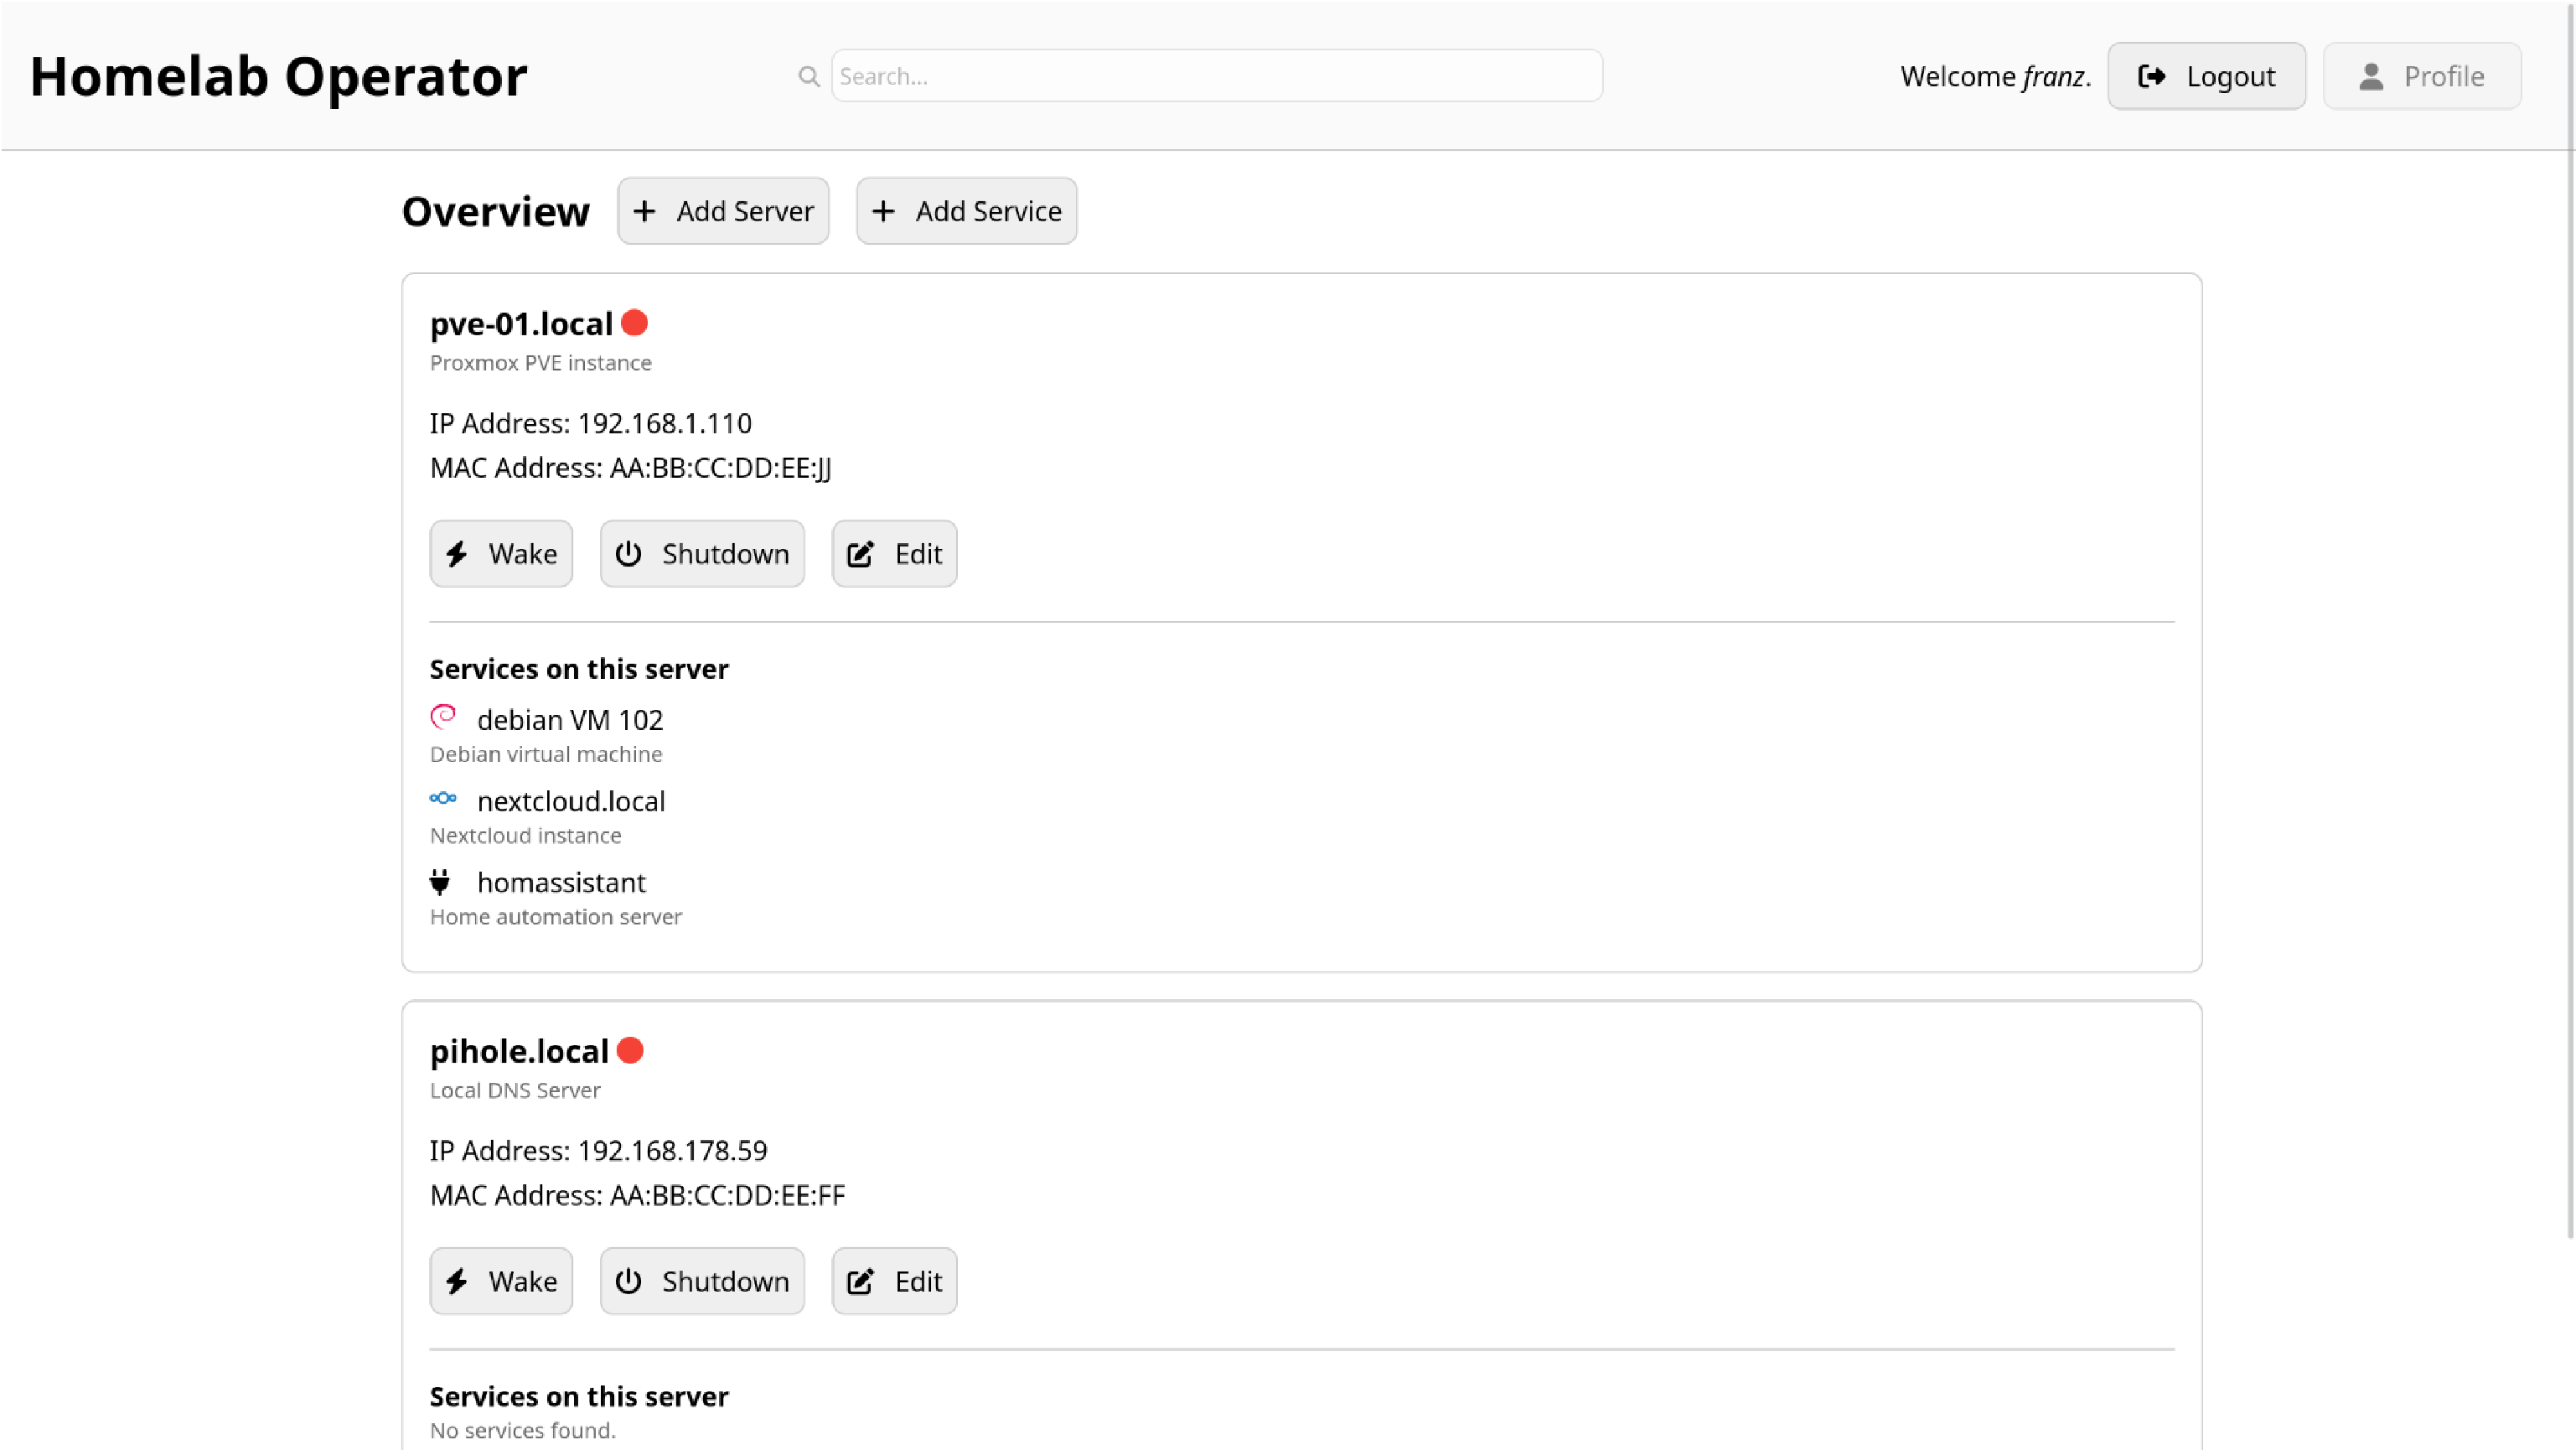 Homelab Operator
Search...
Welcome franz.
Logout
Profile
Overview
Add Server
Add Service
pve-01.local
Proxmox PVE instance
IP Address: 192.168.1.110
MAC Address: AA:BB:CC:DD:EE:JJ
Wake
Shutdown
Edit
Services on this server
debian VM 102
Debian virtual machine
nextcloud.local
Nextcloud instance
homassistant
Home automation server
pihole.local
Local DNS Server
IP Address: 192.168.178.59
MAC Address: AA:BB:CC:DD:EE:FF
Wake
Shutdown
Edit
Services on this server
No services found.